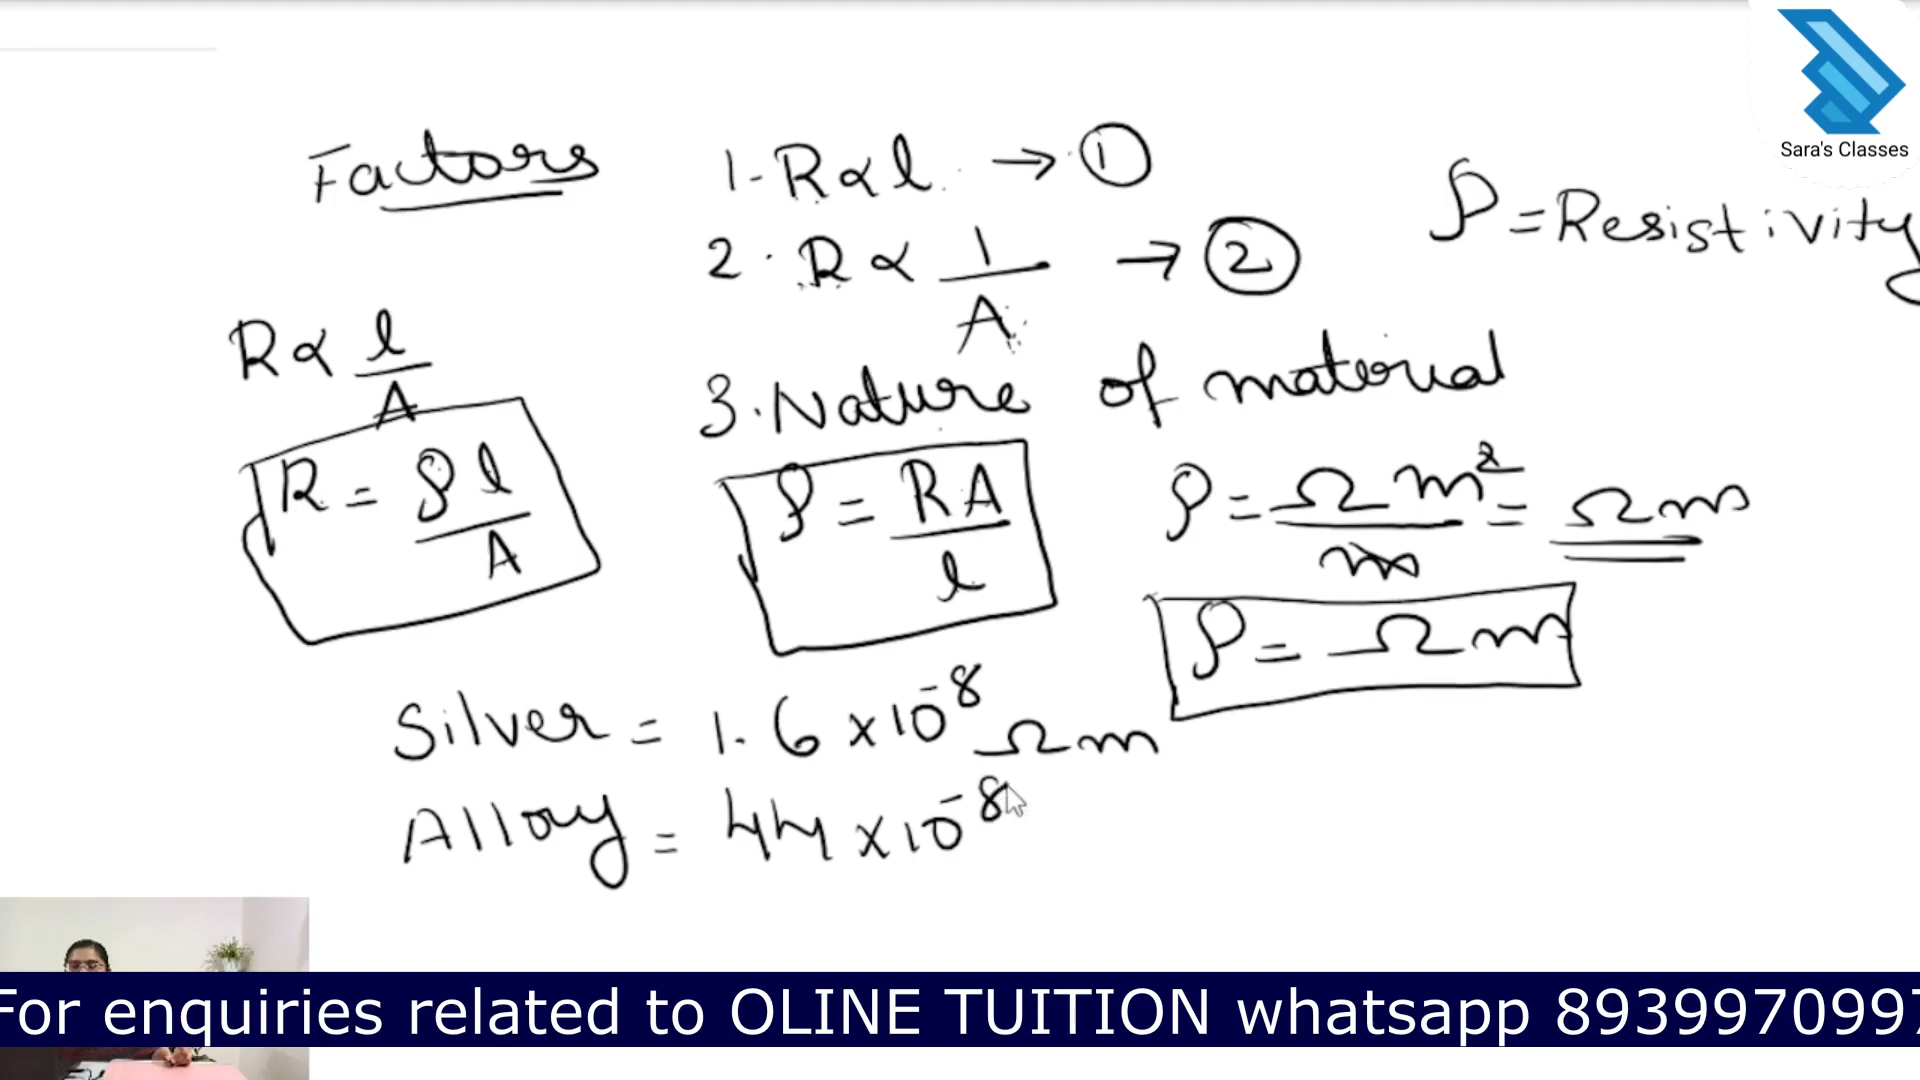 Sara's Classes
Factors
1. R ∝ l → ①
ρ = Resistivity
2. R ∝ 1/A → ②
R ∝ l/A
3. Nature of material
R = ρl/A
ρ = RA/l
ρ = Ωm²/m = Ωm
ρ = Ωm
Silver = 1.6 × 10⁻⁸ Ωm
Alloy = 44 × 10⁻⁸
For enquiries related to OLINE TUITION whatsapp 8939970997